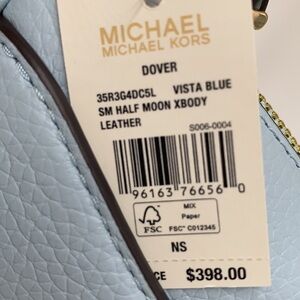 MICHAEL
MICHAEL KORS
DOVER
35R3G4DC5L VISTA BLUE
SM HALF MOON XBODY
LEATHER
S006-0004
96163 76656 0
FSC
MIX
Paper
FSC® C012345
NS
CE $398.00